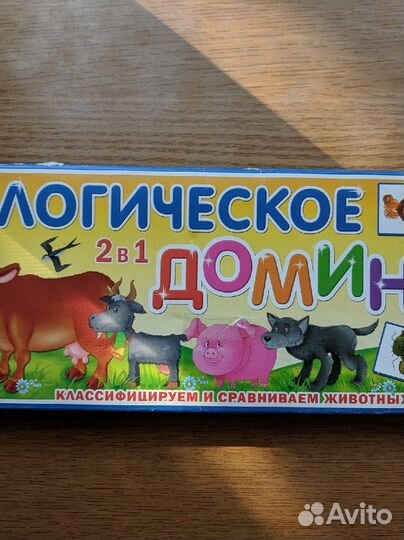 ЛОГИЧЕСКОЕ
2 в 1
ДОМИН
КЛАССИФИЦИРУЕМ И СРАВНИВАЕМ ЖИВОТНЫХ
Avito